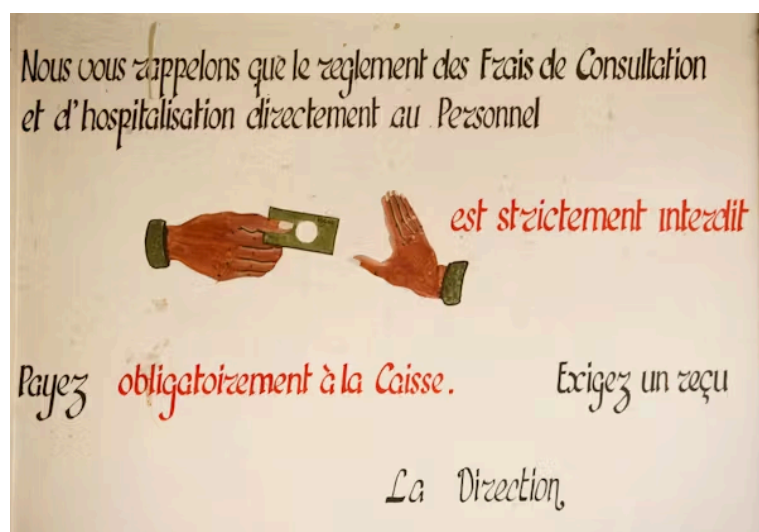 Nous vous rappelons que le reglement des Frais de Consultation
et d'hospitalisation directement au Personnel
est strictement interdit
Payez obligatoirement à la Caisse. Exigez un reçu
La Direction